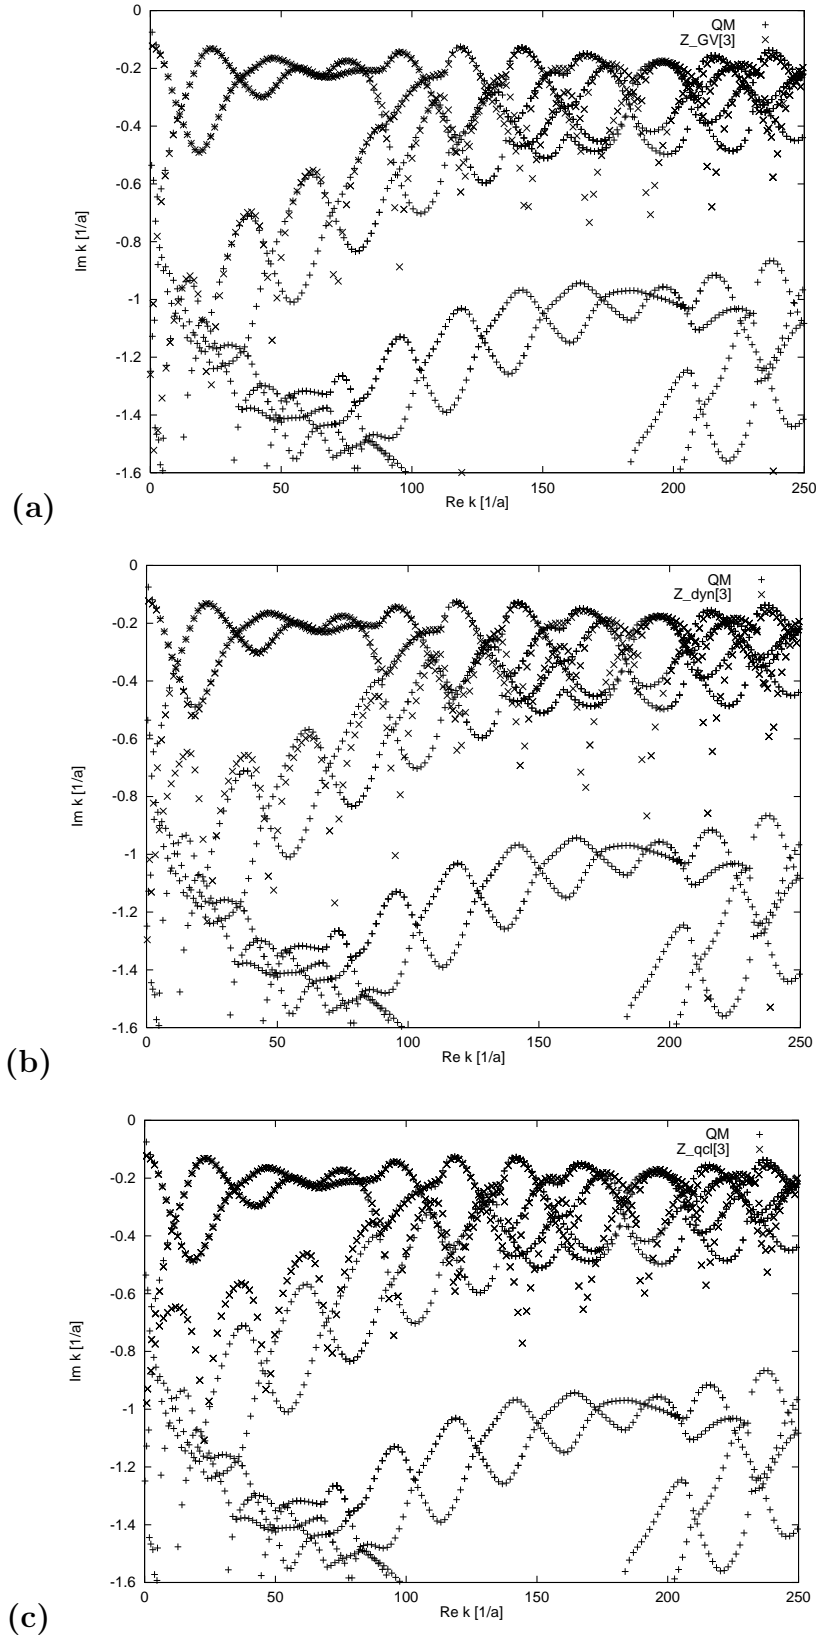 0
-0.2
-0.4
-0.6
-0.8
-1
-1.2
-1.4
-1.6
0 50 100 150 200 250
Im k [1/a]
Re k [1/a]
QM
Z_GV[3]
(a)
0
-0.2
-0.4
-0.6
-0.8
-1
-1.2
-1.4
-1.6
0 50 100 150 200 250
Im k [1/a]
Re k [1/a]
QM
Z_dyn[3]
(b)
0
-0.2
-0.4
-0.6
-0.8
-1
-1.2
-1.4
-1.6
0 50 100 150 200 250
Im k [1/a]
Re k [1/a]
QM
Z_qcl[3]
(c)